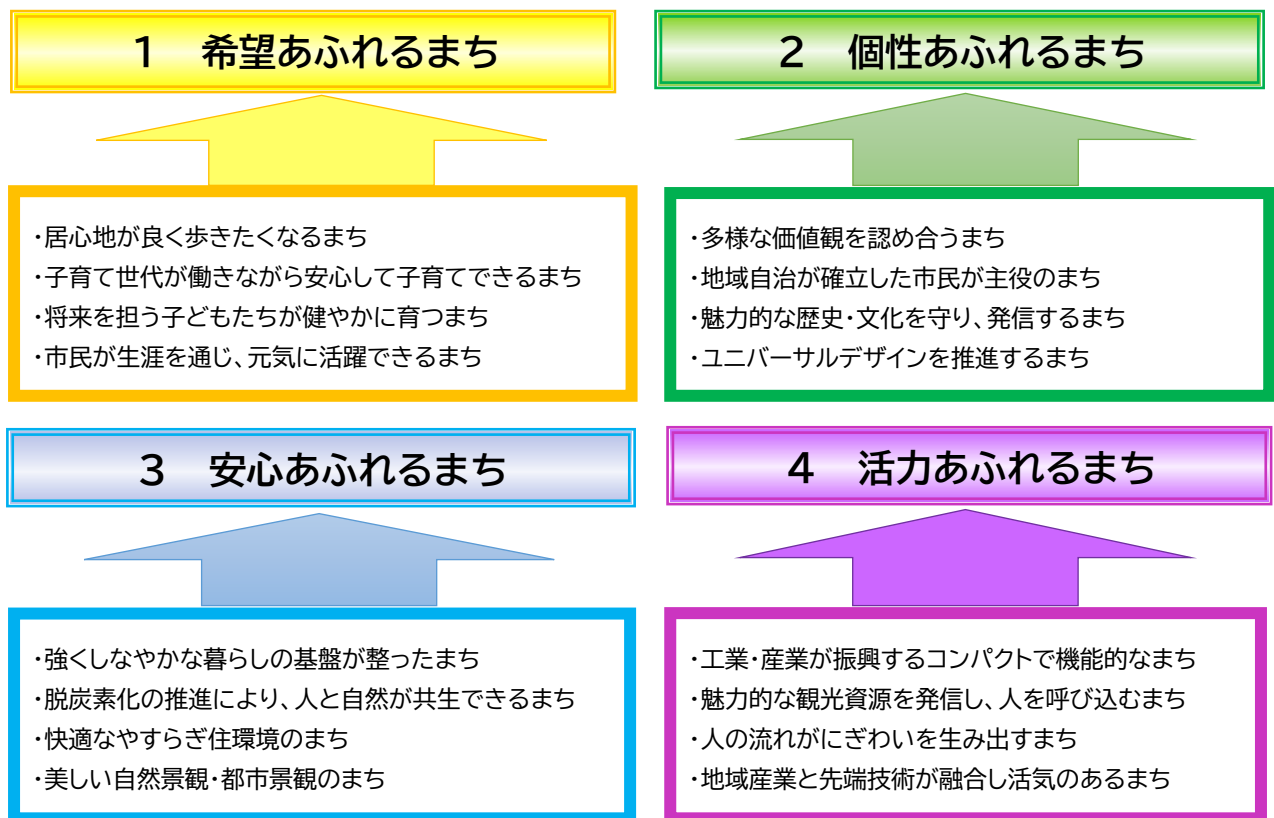 1　希望あふれるまち
・居心地が良く歩きたくなるまち
・子育て世代が働きながら安心して子育てできるまち
・将来を担う子どもたちが健やかに育つまち
・市民が生涯を通じ、元気に活躍できるまち
2　個性あふれるまち
・多様な価値観を認め合うまち
・地域自治が確立した市民が主役のまち
・魅力的な歴史・文化を守り、発信するまち
・ユニバーサルデザインを推進するまち
3　安心あふれるまち
・強くしなやかな暮らしの基盤が整ったまち
・脱炭素化の推進により、人と自然が共生できるまち
・快適なやすらぎ住環境のまち
・美しい自然景観・都市景観のまち
4　活力あふれるまち
・工業・産業が振興するコンパクトで機能的なまち
・魅力的な観光資源を発信し、人を呼び込むまち
・人の流れがにぎわいを生み出すまち
・地域産業と先端技術が融合し活気のあるまち